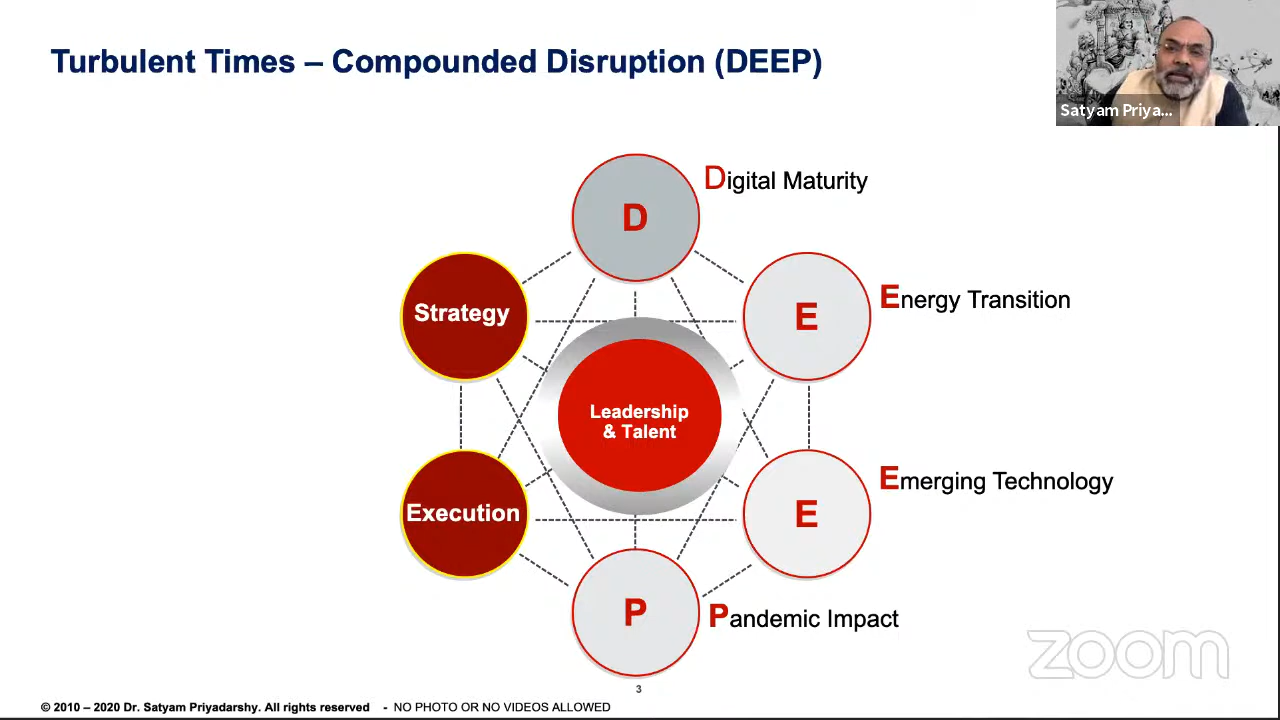 Turbulent Times – Compounded Disruption (DEEP)
Satyam Priya...
D
Digital Maturity
Strategy
E
Energy Transition
Leadership
& Talent
Execution
E
Emerging Technology
P
Pandemic Impact
zoom
3
© 2010 – 2020 Dr. Satyam Priyadarshy. All rights reserved - NO PHOTO OR NO VIDEOS ALLOWED